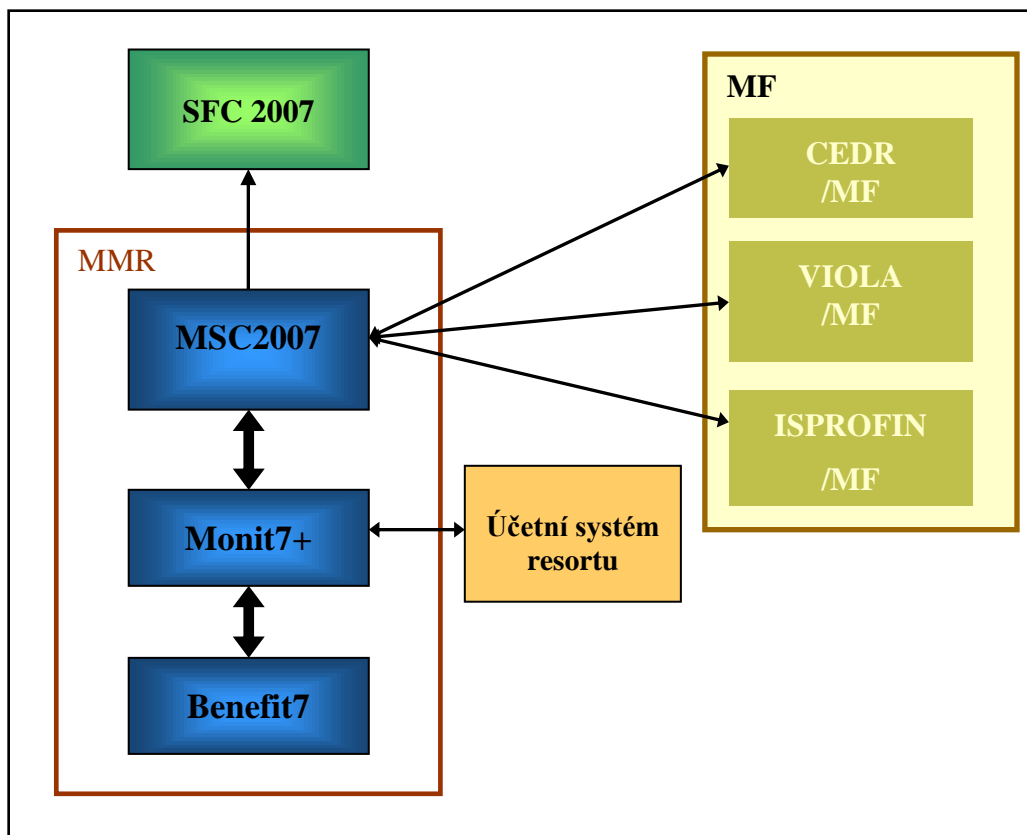 SFC 2007
MF
CEDR
/MF
MMR
VIOLA
/MF
MSC2007
ISPROFIN
/MF
Monit7+
Účetní systém
resortu
Benefit7